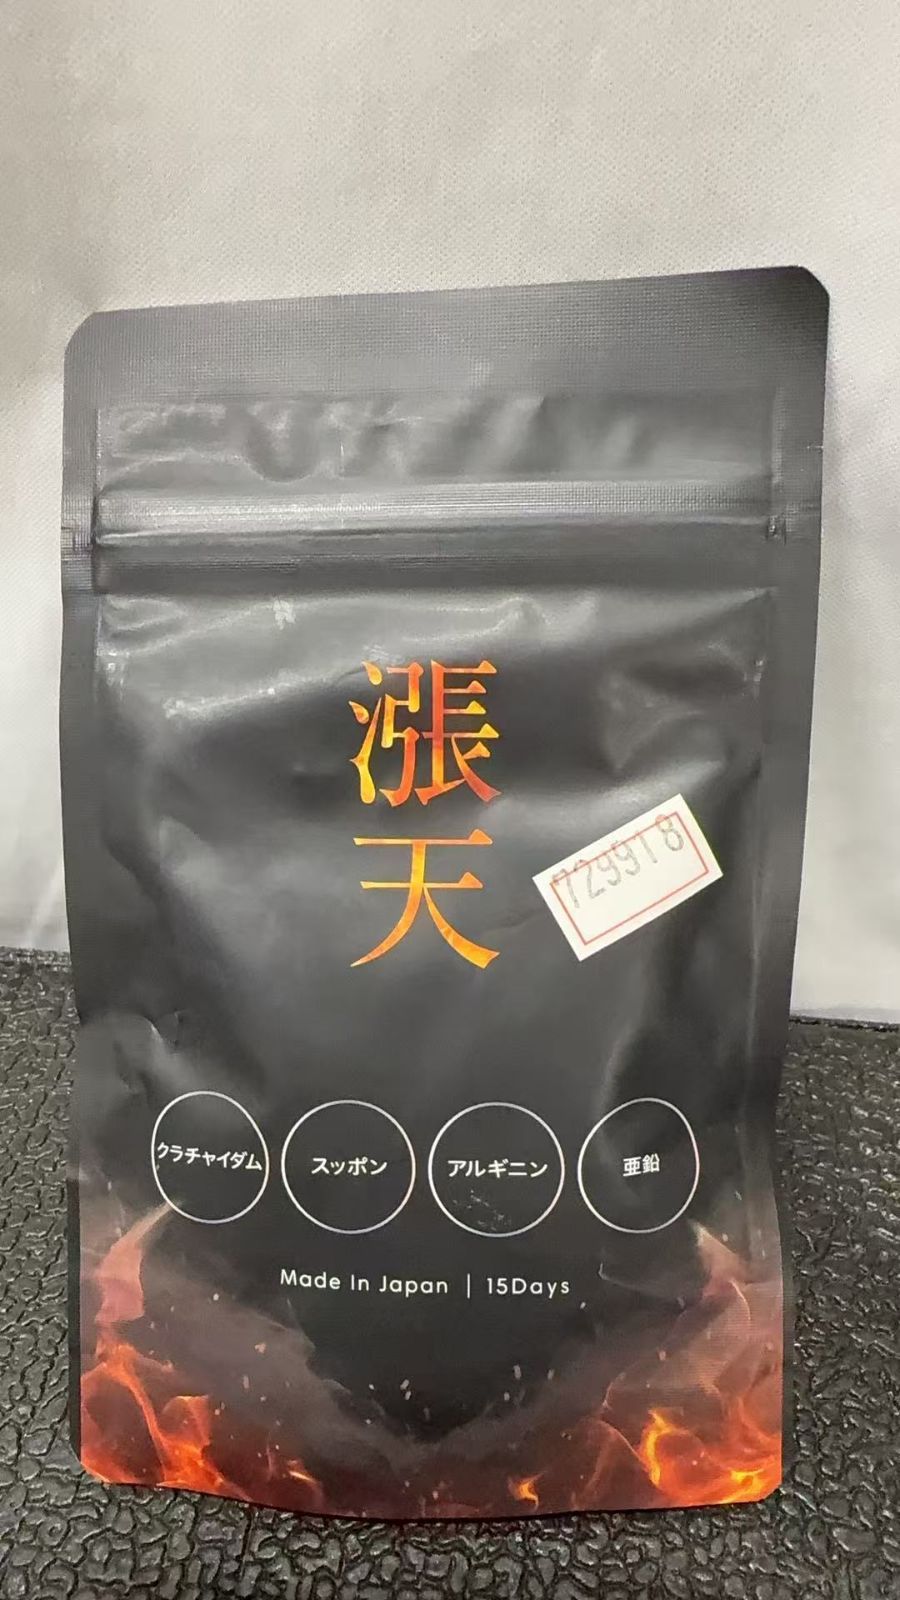 漲天
729918
クラチャイダム
スッポン
アルギニン
亜鉛
Made In Japan | 15Days